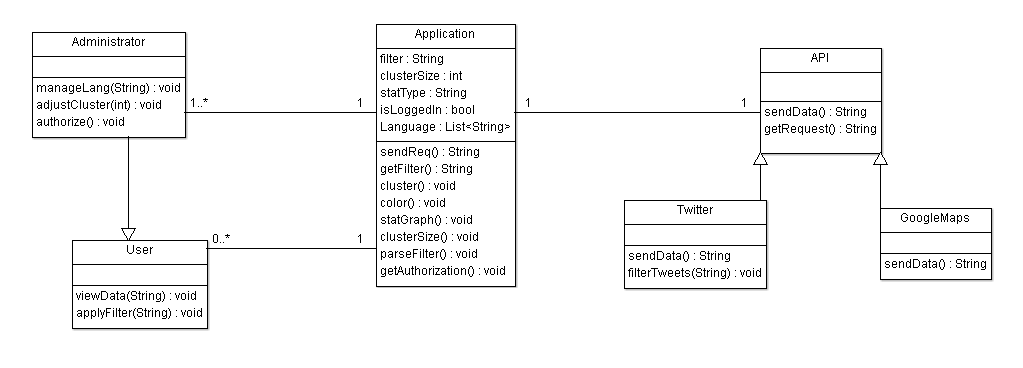 Administrator
manageLang(String) : void
adjustCluster(int) : void
authorize() : void
1..*
1
Application
filter : String
clusterSize : int
statType : String
isLoggedIn : bool
Language : List<String>
sendReq() : String
getFilter() : String
cluster() : void
color() : void
statGraph() : void
clusterSize() : void
parseFilter() : void
getAuthorization() : void
1
1
API
sendData() : String
getRequest() : String
User
viewData(String) : void
applyFilter(String) : void
0..*
1
Twitter
sendData() : String
filterTweets(String) : void
GoogleMaps
sendData() : String